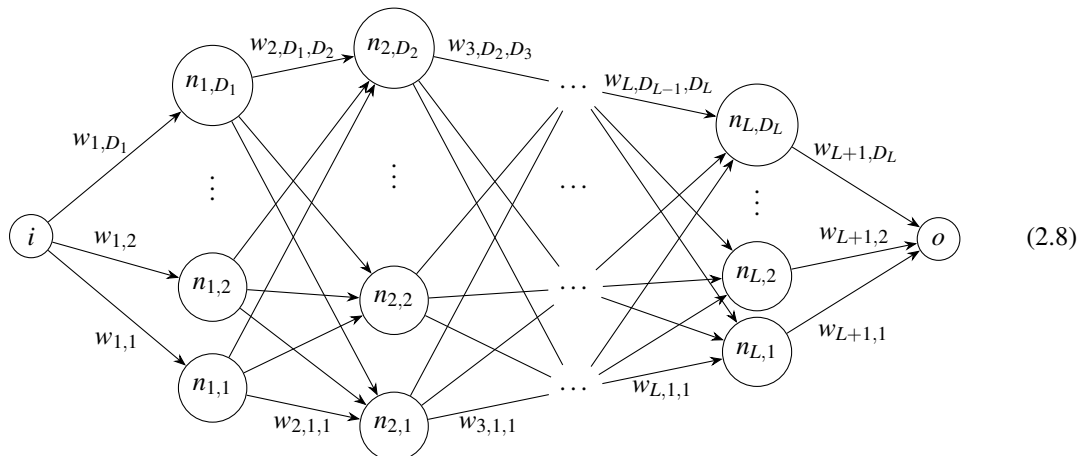 w_{2,D_1,D_2} n_{2,D_2} w_{3,D_2,D_3}
n_{1,D_1} ⋯ w_{L,D_{L-1},D_L}
w_{1,D_1} n_{L,D_L} w_{L+1,D_L}
⋮ ⋮ ⋯ ⋮
i w_{1,2} w_{L+1,2} o (2.8)
n_{1,2} n_{2,2} ⋯ n_{L,2}
w_{1,1} n_{L,1} w_{L+1,1}
n_{1,1} ⋯ w_{L,1,1}
w_{2,1,1} n_{2,1} w_{3,1,1}